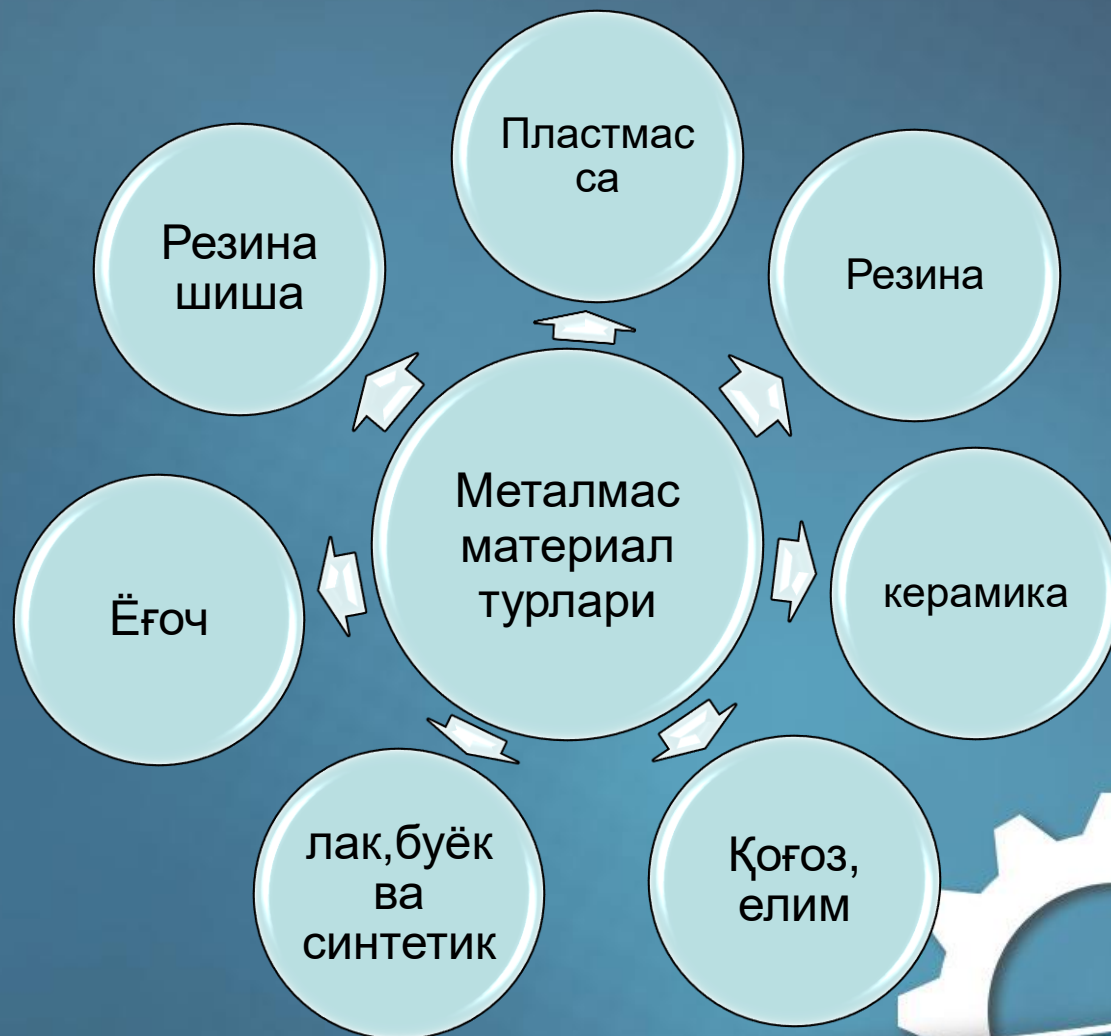 Пластмас
са
Резина
керамика
Қоғоз,
елим
лак,буёк
ва
синтетик
Ёғоч
Резина
шиша
Металмас
материал
турлари